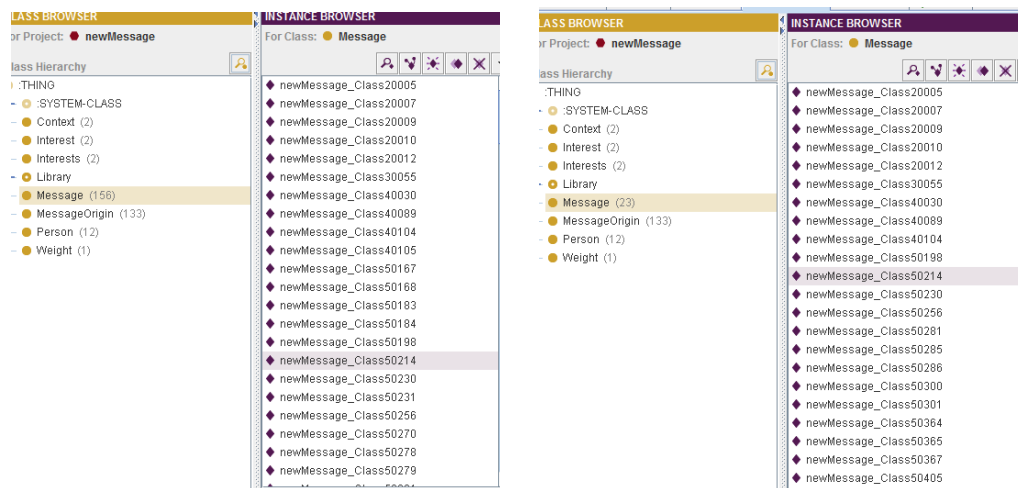 LASS BROWSER
or Project: newMessage
lass Hierarchy
:THING
:SYSTEM-CLASS
Context (2)
Interest (2)
Interests (2)
Library
Message (156)
MessageOrigin (133)
Person (12)
Weight (1)
INSTANCE BROWSER
For Class: Message
newMessage_Class20005
newMessage_Class20007
newMessage_Class20009
newMessage_Class20010
newMessage_Class20012
newMessage_Class30055
newMessage_Class40030
newMessage_Class40089
newMessage_Class40104
newMessage_Class40105
newMessage_Class50167
newMessage_Class50168
newMessage_Class50183
newMessage_Class50184
newMessage_Class50198
newMessage_Class50214
newMessage_Class50230
newMessage_Class50231
newMessage_Class50256
newMessage_Class50270
newMessage_Class50278
newMessage_Class50279
LASS BROWSER
or Project: newMessage
lass Hierarchy
:THING
:SYSTEM-CLASS
Context (2)
Interest (2)
Interests (2)
Library
Message (23)
MessageOrigin (133)
Person (12)
Weight (1)
INSTANCE BROWSER
For Class: Message
newMessage_Class20005
newMessage_Class20007
newMessage_Class20009
newMessage_Class20010
newMessage_Class20012
newMessage_Class30055
newMessage_Class40030
newMessage_Class40089
newMessage_Class40104
newMessage_Class50198
newMessage_Class50214
newMessage_Class50230
newMessage_Class50256
newMessage_Class50281
newMessage_Class50285
newMessage_Class50286
newMessage_Class50300
newMessage_Class50301
newMessage_Class50364
newMessage_Class50365
newMessage_Class50367
newMessage_Class50405